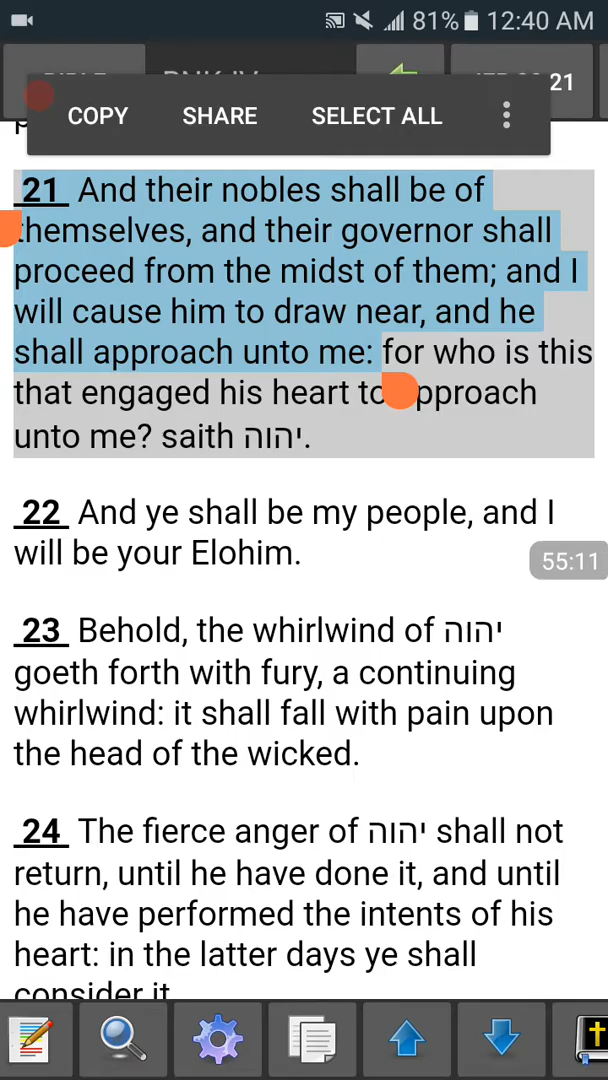 81% 12:40 AM
21
COPY SHARE SELECT ALL
21 And their nobles shall be of
themselves, and their governor shall
proceed from the midst of them; and I
will cause him to draw near, and he
shall approach unto me: for who is this
that engaged his heart to approach
unto me? saith יהוה.
22 And ye shall be my people, and I
will be your Elohim.
55:11
23 Behold, the whirlwind of יהוה
goeth forth with fury, a continuing
whirlwind: it shall fall with pain upon
the head of the wicked.
24 The fierce anger of יהוה shall not
return, until he have done it, and until
he have performed the intents of his
heart: in the latter days ye shall
consider it